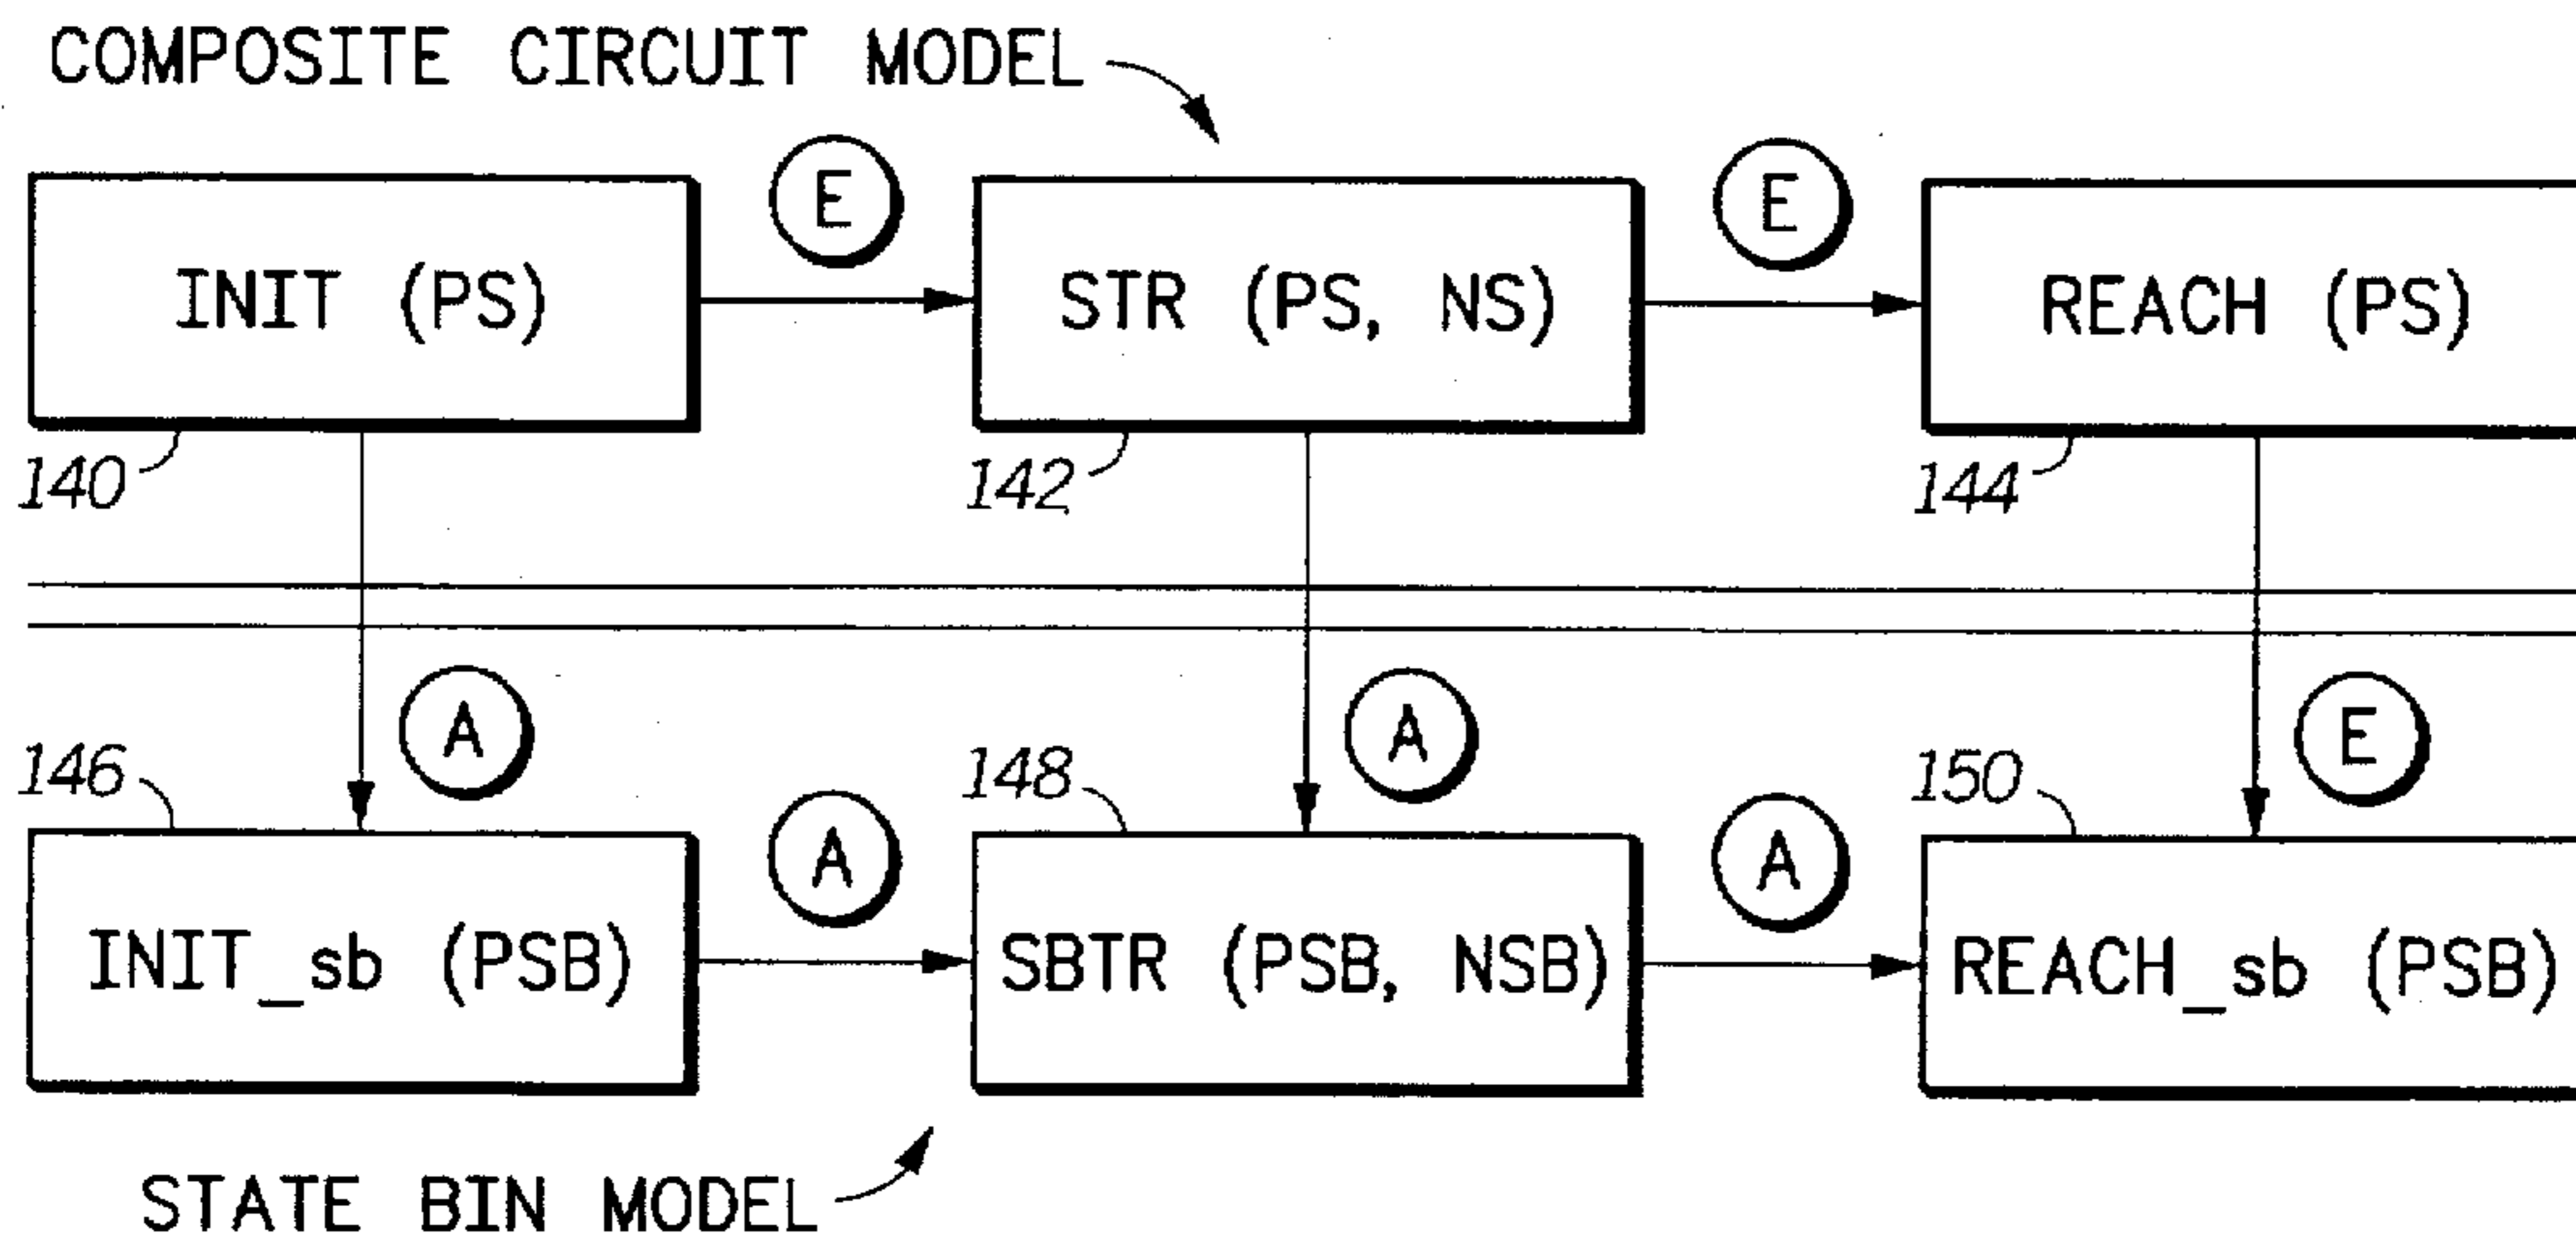 COMPOSITE CIRCUIT MODEL
E
E
INIT (PS)
STR (PS, NS)
REACH (PS)
140
142
144
A
A
E
146
148
150
A
A
INIT_sb (PSB)
SBTR (PSB, NSB)
REACH_sb (PSB)
STATE BIN MODEL